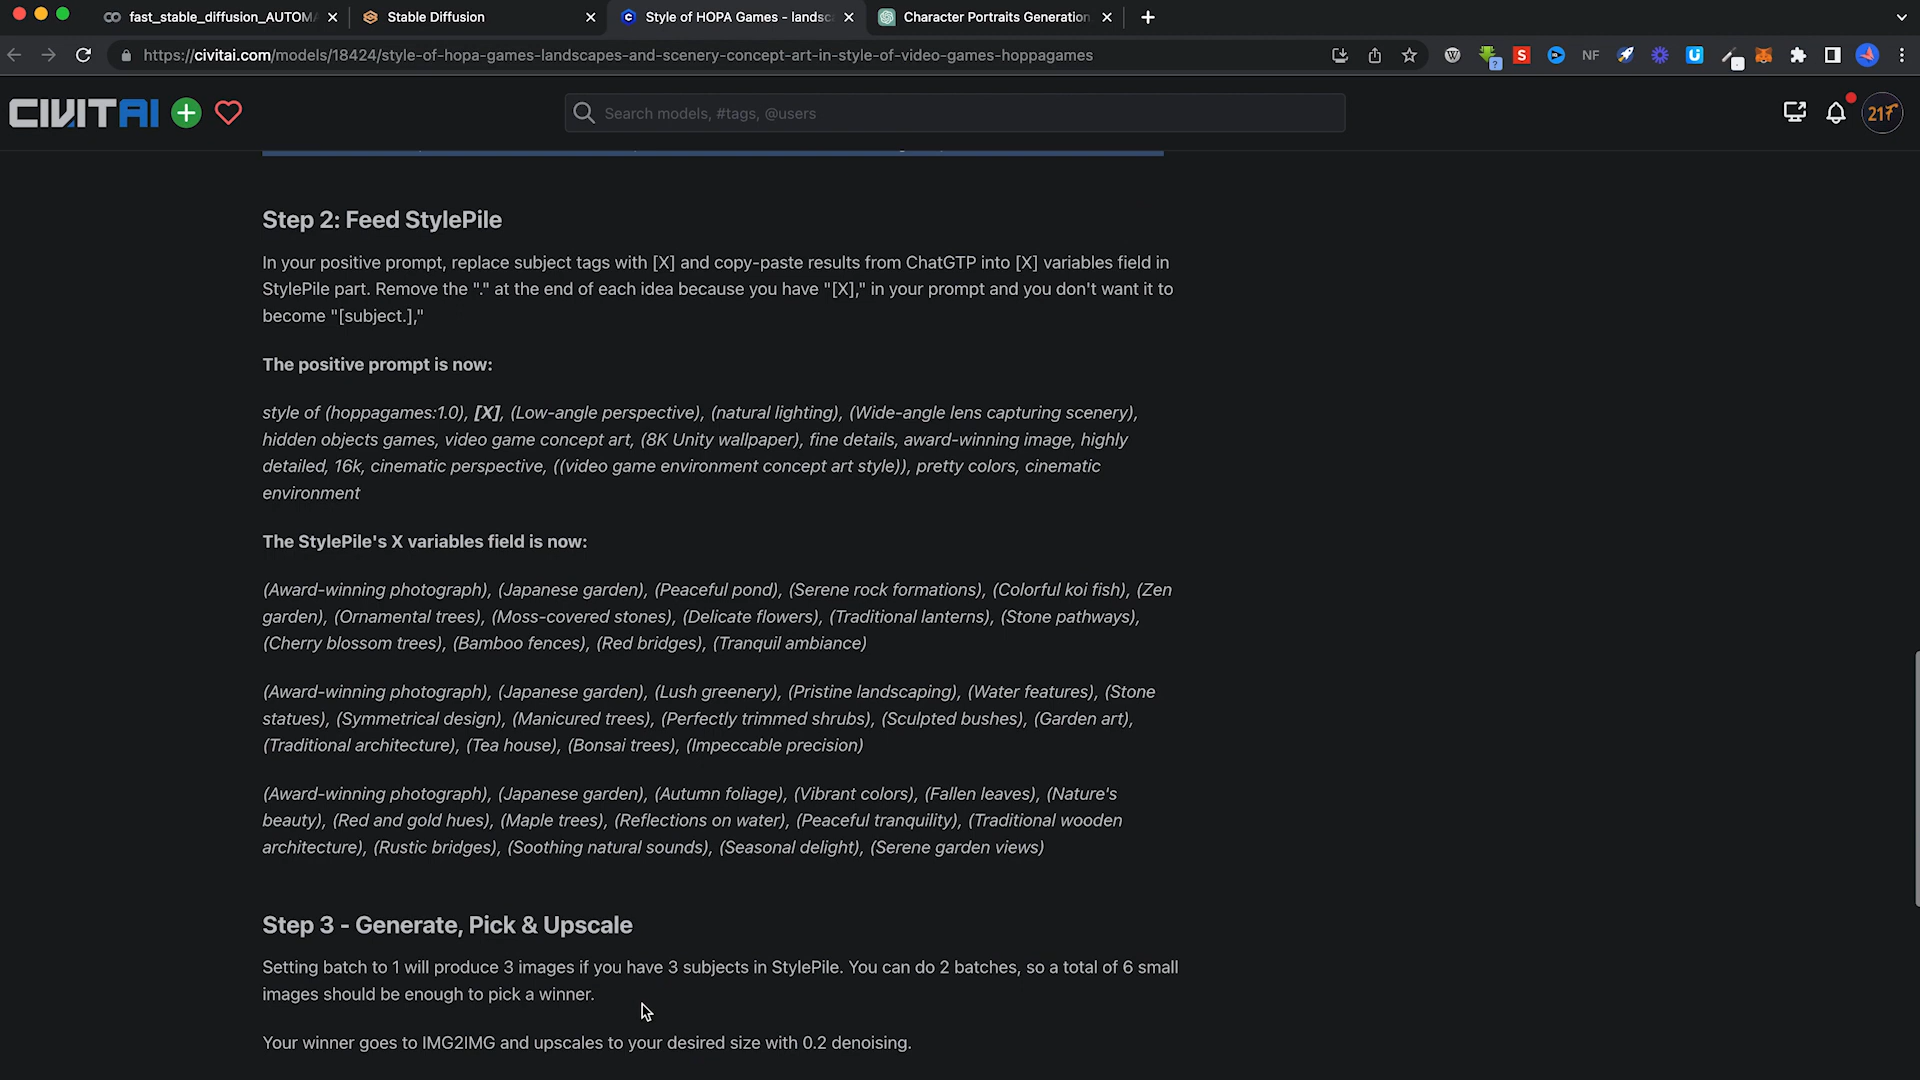 fast_stable_diffusion_AUTOMA
Stable Diffusion
Style of HOPA Games - landsc
Character Portraits Generation
https://civitai.com/models/18424/style-of-hopa-games-landscapes-and-scenery-concept-art-in-style-of-video-games-hoppagames
NF
CIVITAI
Search models, #tags, @users
21F
Step 2: Feed StylePile
In your positive prompt, replace subject tags with [X] and copy-paste results from ChatGTP into [X] variables field in
StylePile part. Remove the "." at the end of each idea because you have "[X]," in your prompt and you don't want it to
become "[subject.],"
The positive prompt is now:
style of (hoppagames:1.0), [X], (Low-angle perspective), (natural lighting), (Wide-angle lens capturing scenery),
hidden objects games, video game concept art, (8K Unity wallpaper), fine details, award-winning image, highly
detailed, 16k, cinematic perspective, ((video game environment concept art style)), pretty colors, cinematic
environment
The StylePile's X variables field is now:
(Award-winning photograph), (Japanese garden), (Peaceful pond), (Serene rock formations), (Colorful koi fish), (Zen
garden), (Ornamental trees), (Moss-covered stones), (Delicate flowers), (Traditional lanterns), (Stone pathways),
(Cherry blossom trees), (Bamboo fences), (Red bridges), (Tranquil ambiance)
(Award-winning photograph), (Japanese garden), (Lush greenery), (Pristine landscaping), (Water features), (Stone
statues), (Symmetrical design), (Manicured trees), (Perfectly trimmed shrubs), (Sculpted bushes), (Garden art),
(Traditional architecture), (Tea house), (Bonsai trees), (Impeccable precision)
(Award-winning photograph), (Japanese garden), (Autumn foliage), (Vibrant colors), (Fallen leaves), (Nature's
beauty), (Red and gold hues), (Maple trees), (Reflections on water), (Peaceful tranquility), (Traditional wooden
architecture), (Rustic bridges), (Soothing natural sounds), (Seasonal delight), (Serene garden views)
Step 3 - Generate, Pick & Upscale
Setting batch to 1 will produce 3 images if you have 3 subjects in StylePile. You can do 2 batches, so a total of 6 small
images should be enough to pick a winner.
Your winner goes to IMG2IMG and upscales to your desired size with 0.2 denoising.